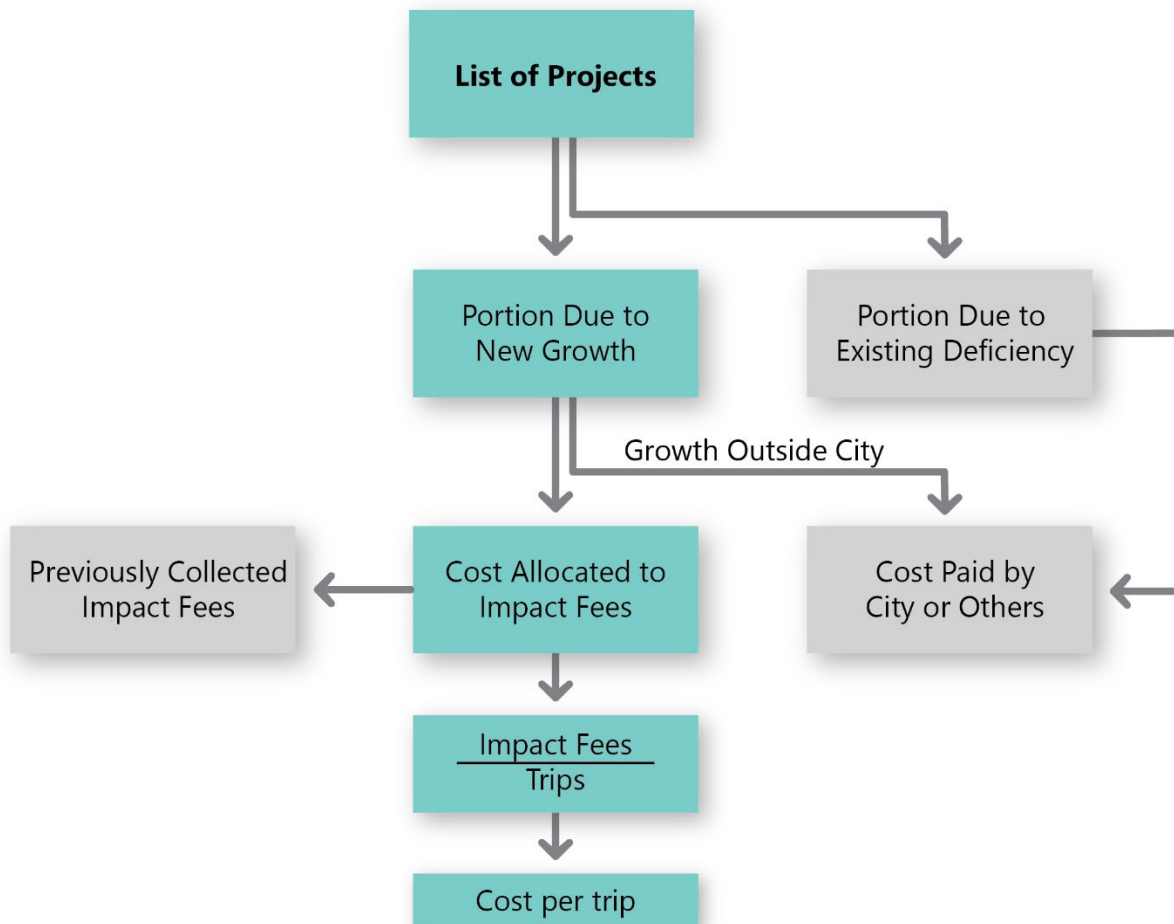 List of Projects
Portion Due to
New Growth
Portion Due to
Existing Deficiency
Growth Outside City
Previously Collected
Impact Fees
Cost Allocated to
Impact Fees
Cost Paid by
City or Others
Impact Fees
Trips
Cost per trip